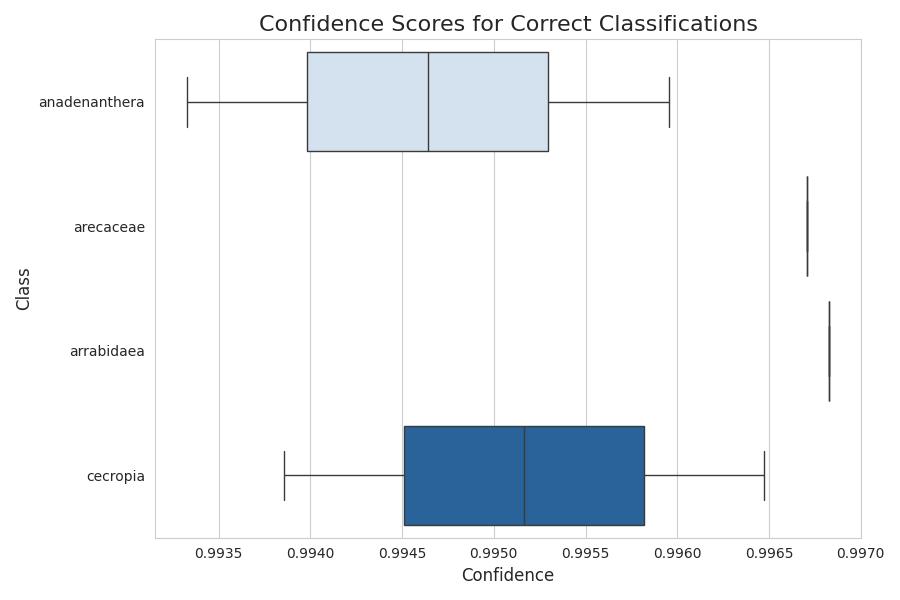 Confidence Scores for Correct Classifications
anadenanthera
arecaceae
arrabidaea
cecropia
Class
0.9935 0.9940 0.9945 0.9950 0.9955 0.9960 0.9965 0.9970
Confidence